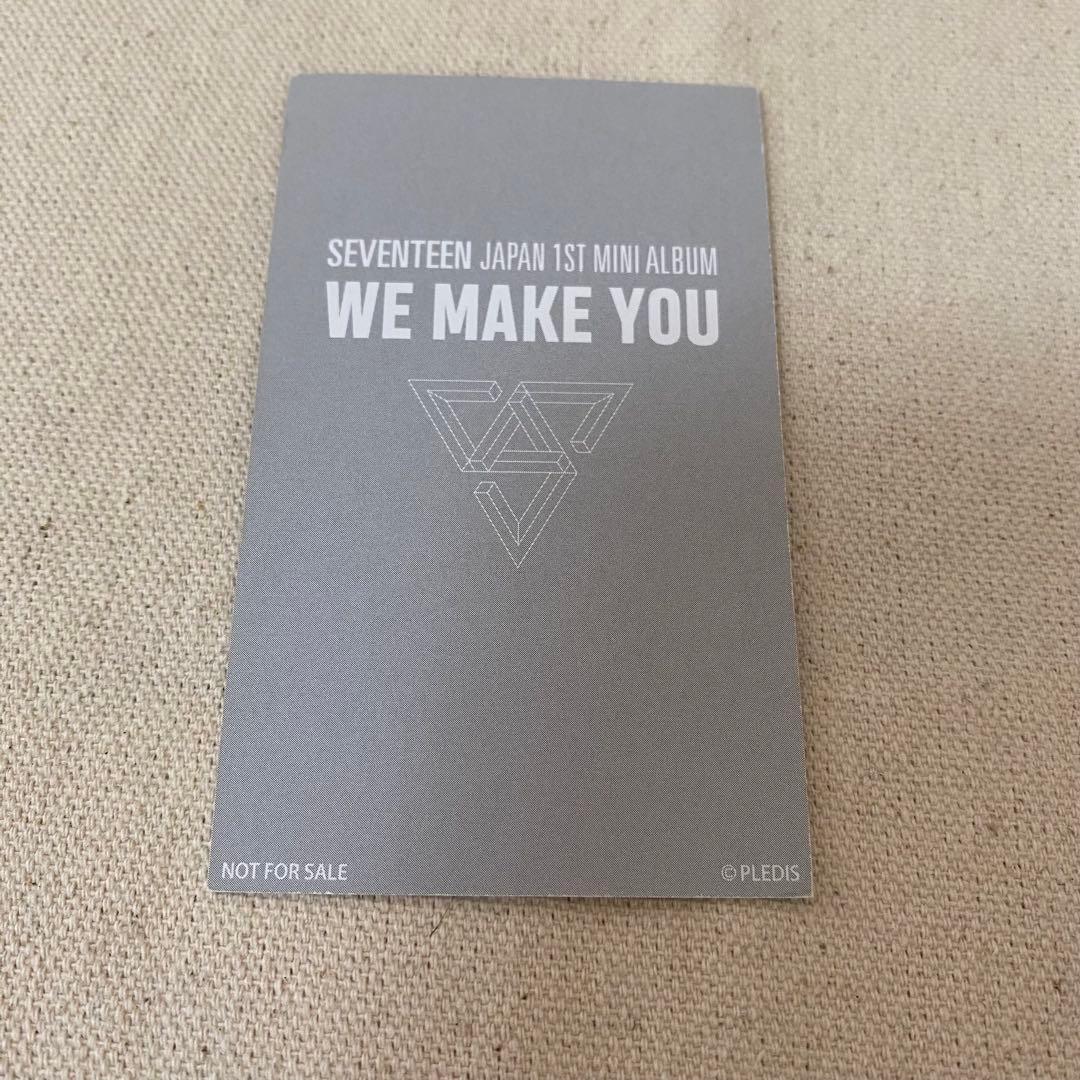 SEVENTEEN JAPAN 1ST MINI ALBUM
WE MAKE YOU
NOT FOR SALE
© PLEDIS